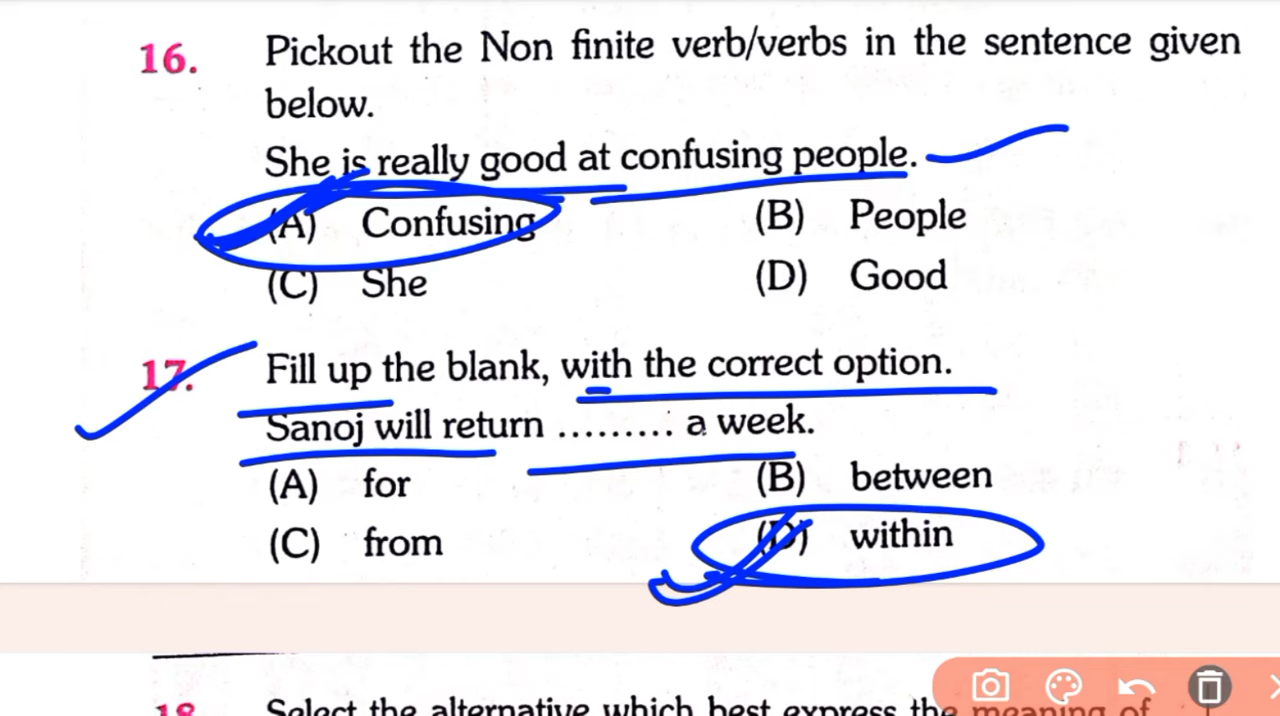 16. Pickout the Non finite verb/verbs in the sentence given
below.
She is really good at confusing people.
(A) Confusing (B) People
(C) She (D) Good
17. Fill up the blank, with the correct option.
Sanoj will return ......... a week.
(A) for (B) between
(C) from (D) within
18. Select the alternative which best express the meaning of